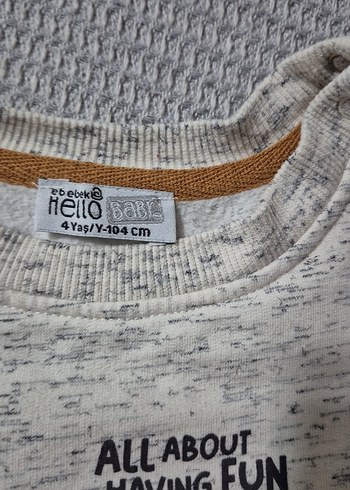 ebebek
Hello BABY
4 Yaş/Y-104 cm
ALL ABOUT
HAVING FUN